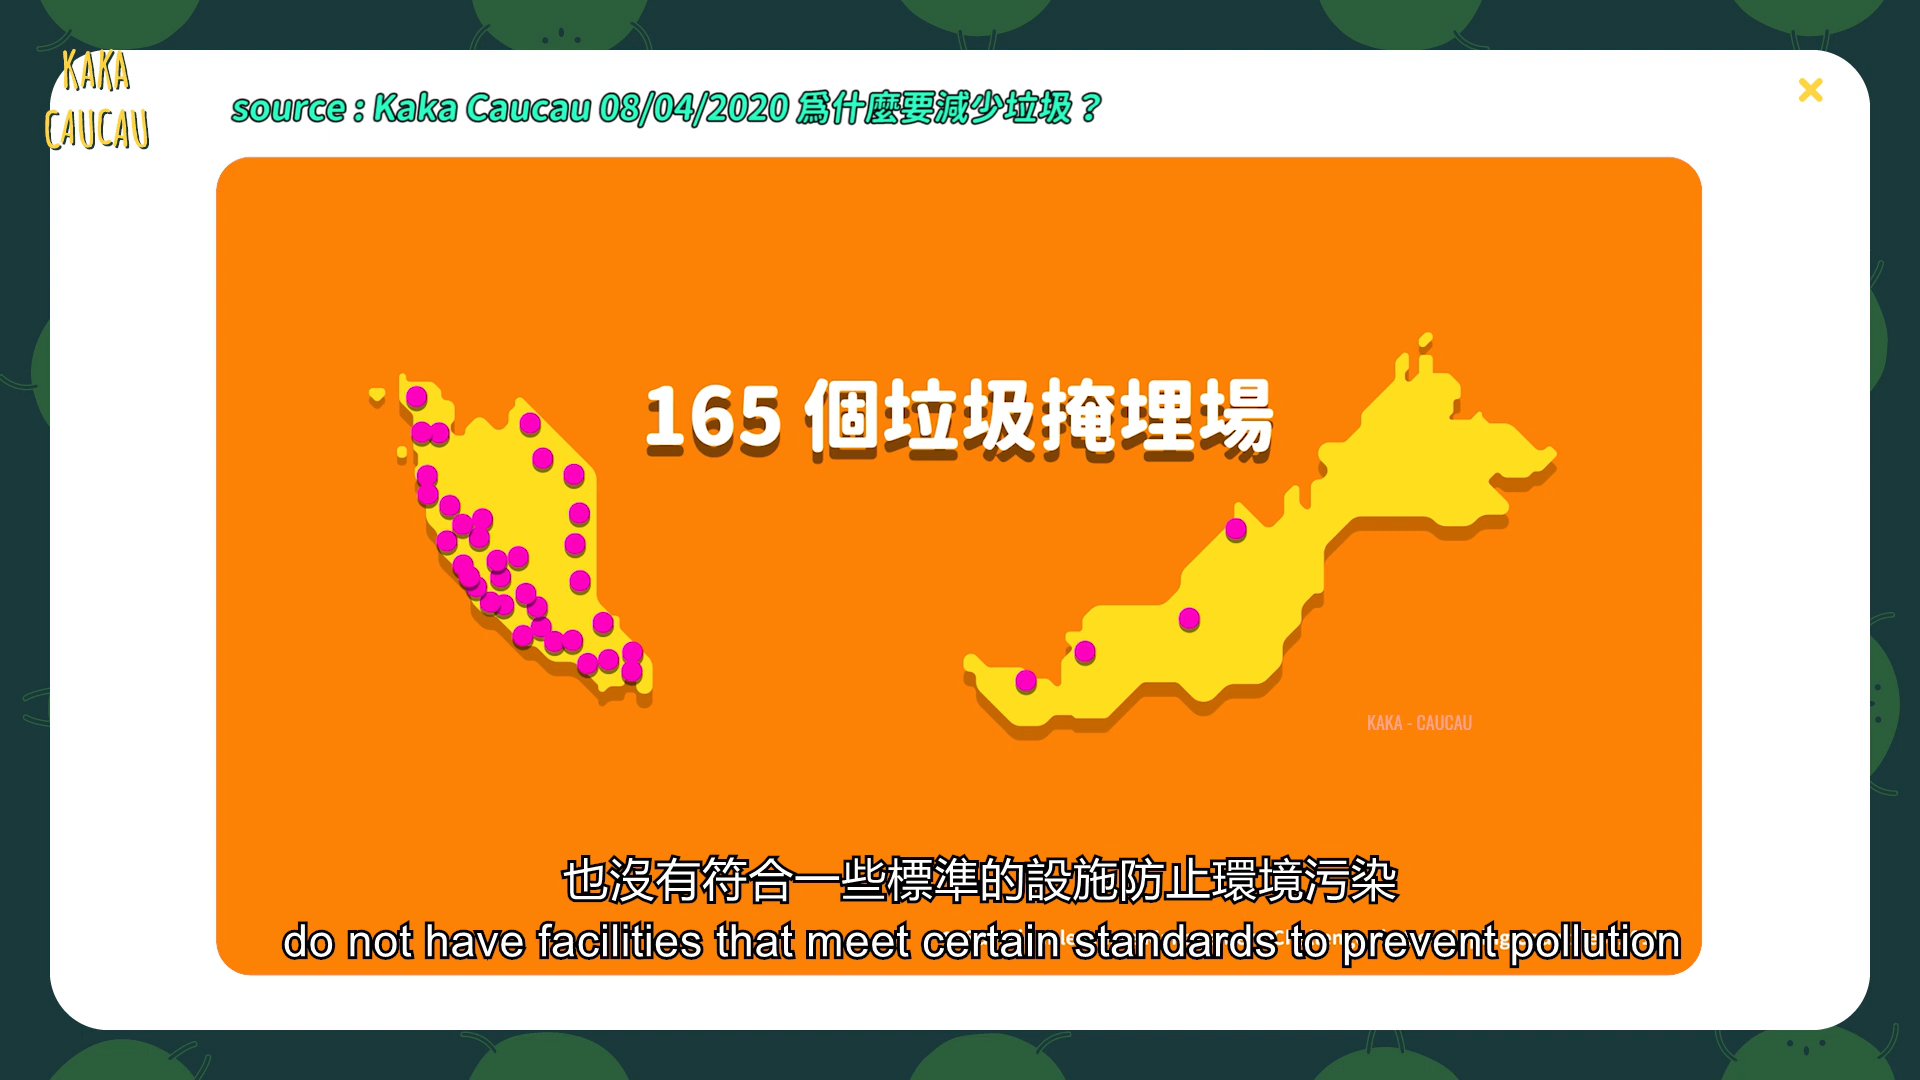 KAKA
CAUCAU
source : Kaka Caucau 08/04/2020 爲什麼要減少垃圾？
165 個垃圾掩埋場
KAKA - CAUCAU
也沒有符合一些標準的設施防止環境污染
do not have facilities that meet certain standards to prevent pollution